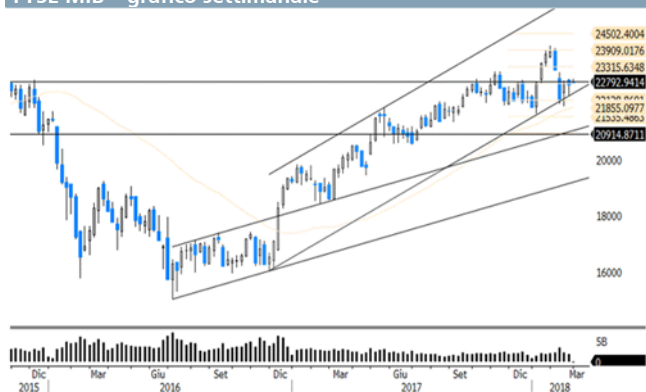 FTSE MIB – grafico settimanale
24502.4004
23909.0176
23315.6348
22792.9414
21855.0977
20914.8711
20000
18000
16000
5B
0
Dic Mar Giu Set Dic Mar Giu Set Dic Mar
2015 2016 2017 2018